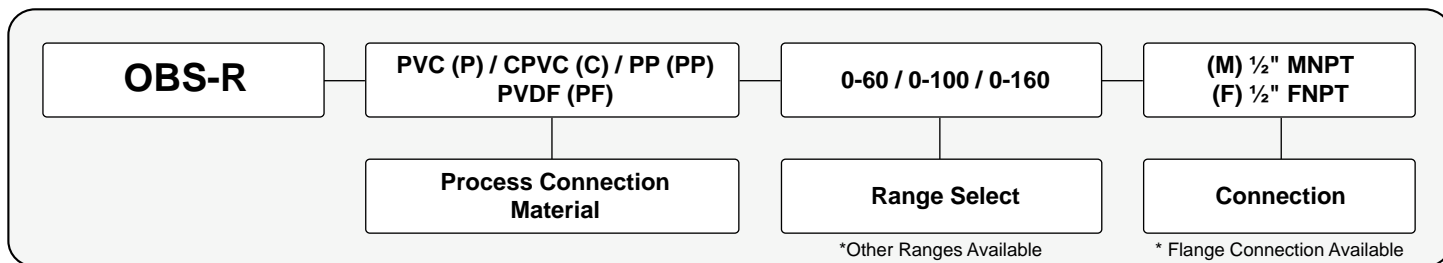 OBS-R
PVC (P) / CPVC (C) / PP (PP)
PVDF (PF)
0-60 / 0-100 / 0-160
(M) ½" MNPT
(F) ½" FNPT
Process Connection
Material
Range Select
Connection
*Other Ranges Available
* Flange Connection Available